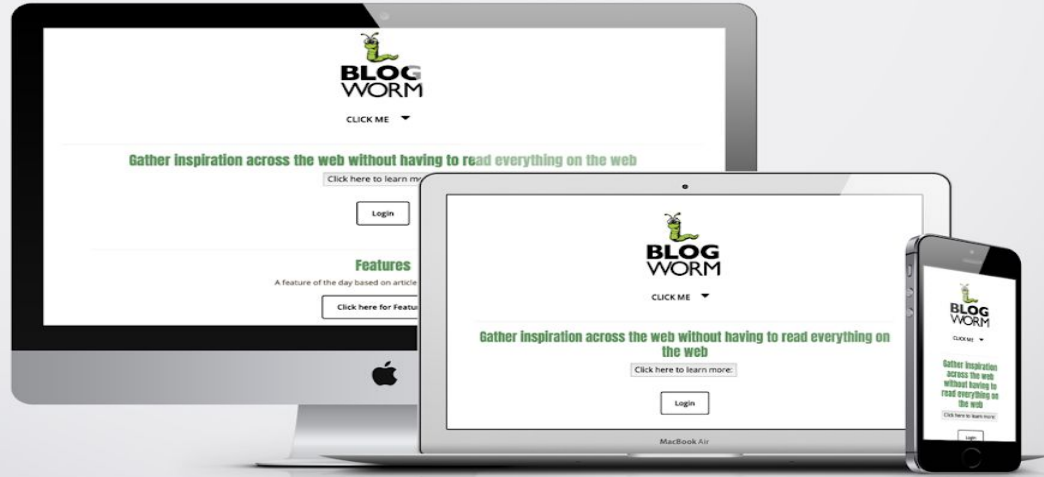 BLOG
WORM
CLICK ME
Gather inspiration across the web without having to read everything on the web
Click here to learn
Login
Features
A feature of the day based on article
Click here for
BLOG
WORM
CLICK ME
Gather inspiration across the web without having to read everything on
the web
Click here to learn more:
Login
MacBook Air
BLOG
WORM
CLICK ME
Gather inspiration
across the web
without having to
read everything on
the web
Click here to learn more:
Login